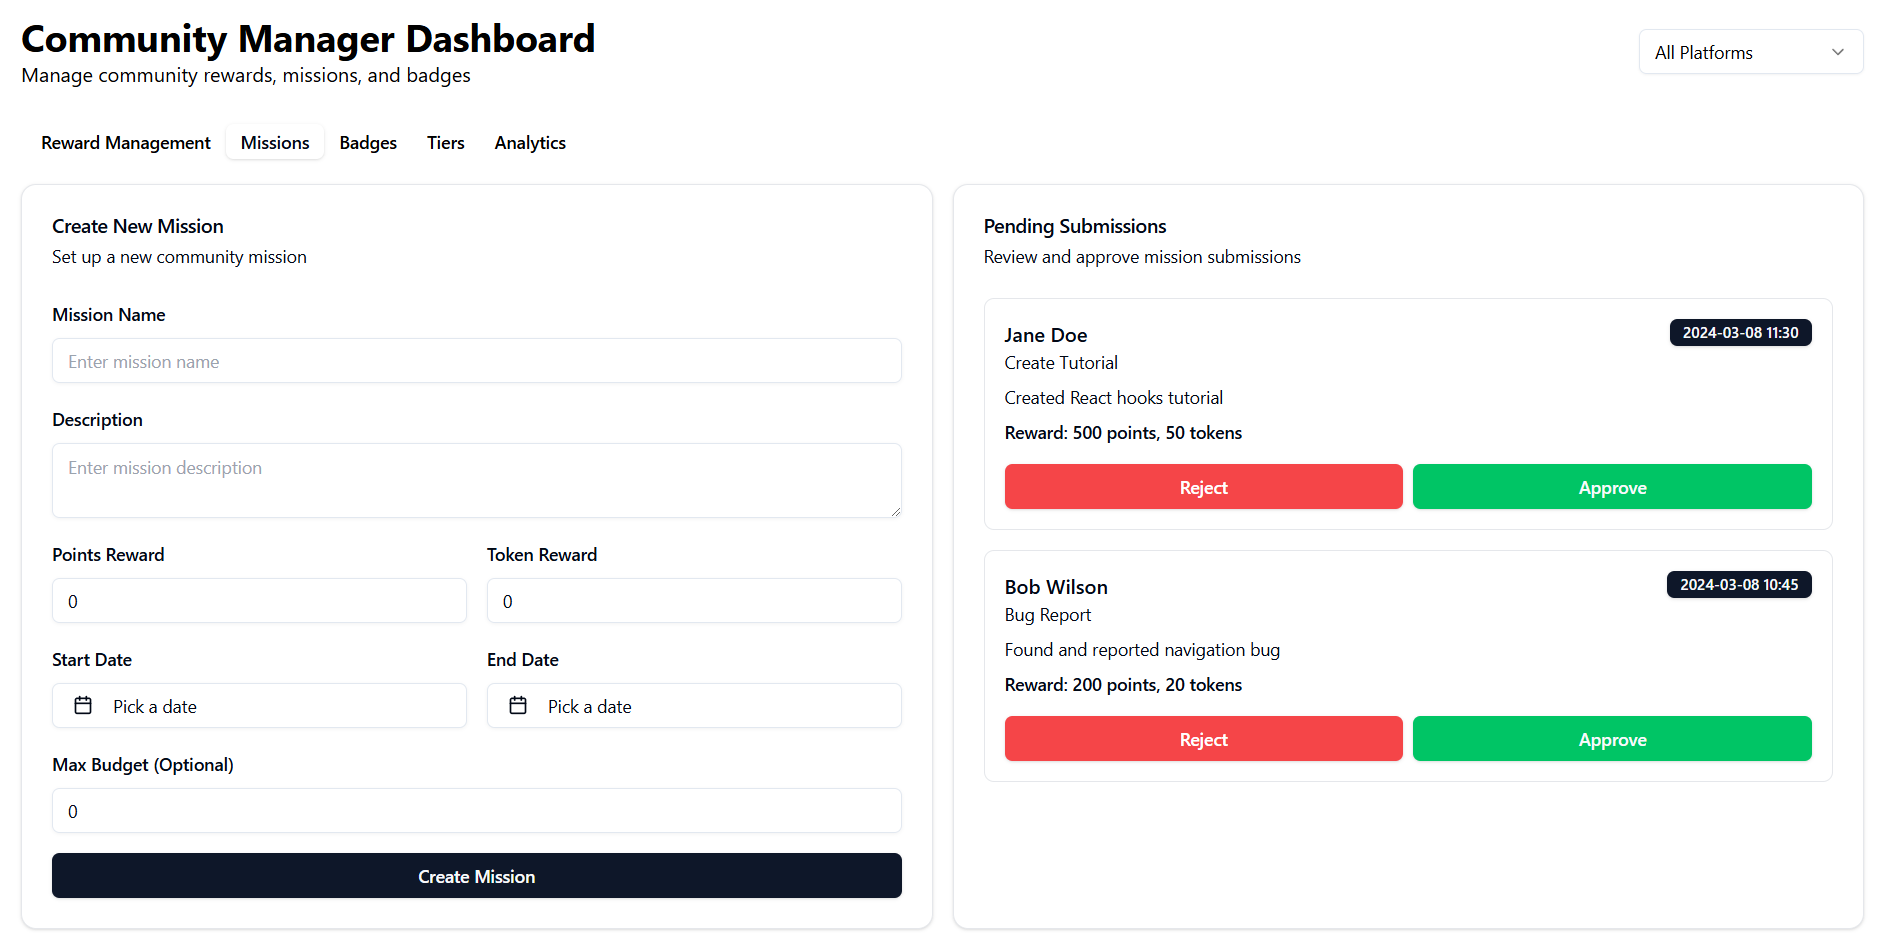 Community Manager Dashboard
Manage community rewards, missions, and badges
All Platforms
Reward Management
Missions
Badges
Tiers
Analytics
Create New Mission
Set up a new community mission
Mission Name
Enter mission name
Description
Enter mission description
Points Reward
Token Reward
0
0
Start Date
End Date
Pick a date
Pick a date
Max Budget (Optional)
0
Create Mission
Pending Submissions
Review and approve mission submissions
Jane Doe
2024-03-08 11:30
Create Tutorial
Created React hooks tutorial
Reward: 500 points, 50 tokens
Reject
Approve
Bob Wilson
2024-03-08 10:45
Bug Report
Found and reported navigation bug
Reward: 200 points, 20 tokens
Reject
Approve